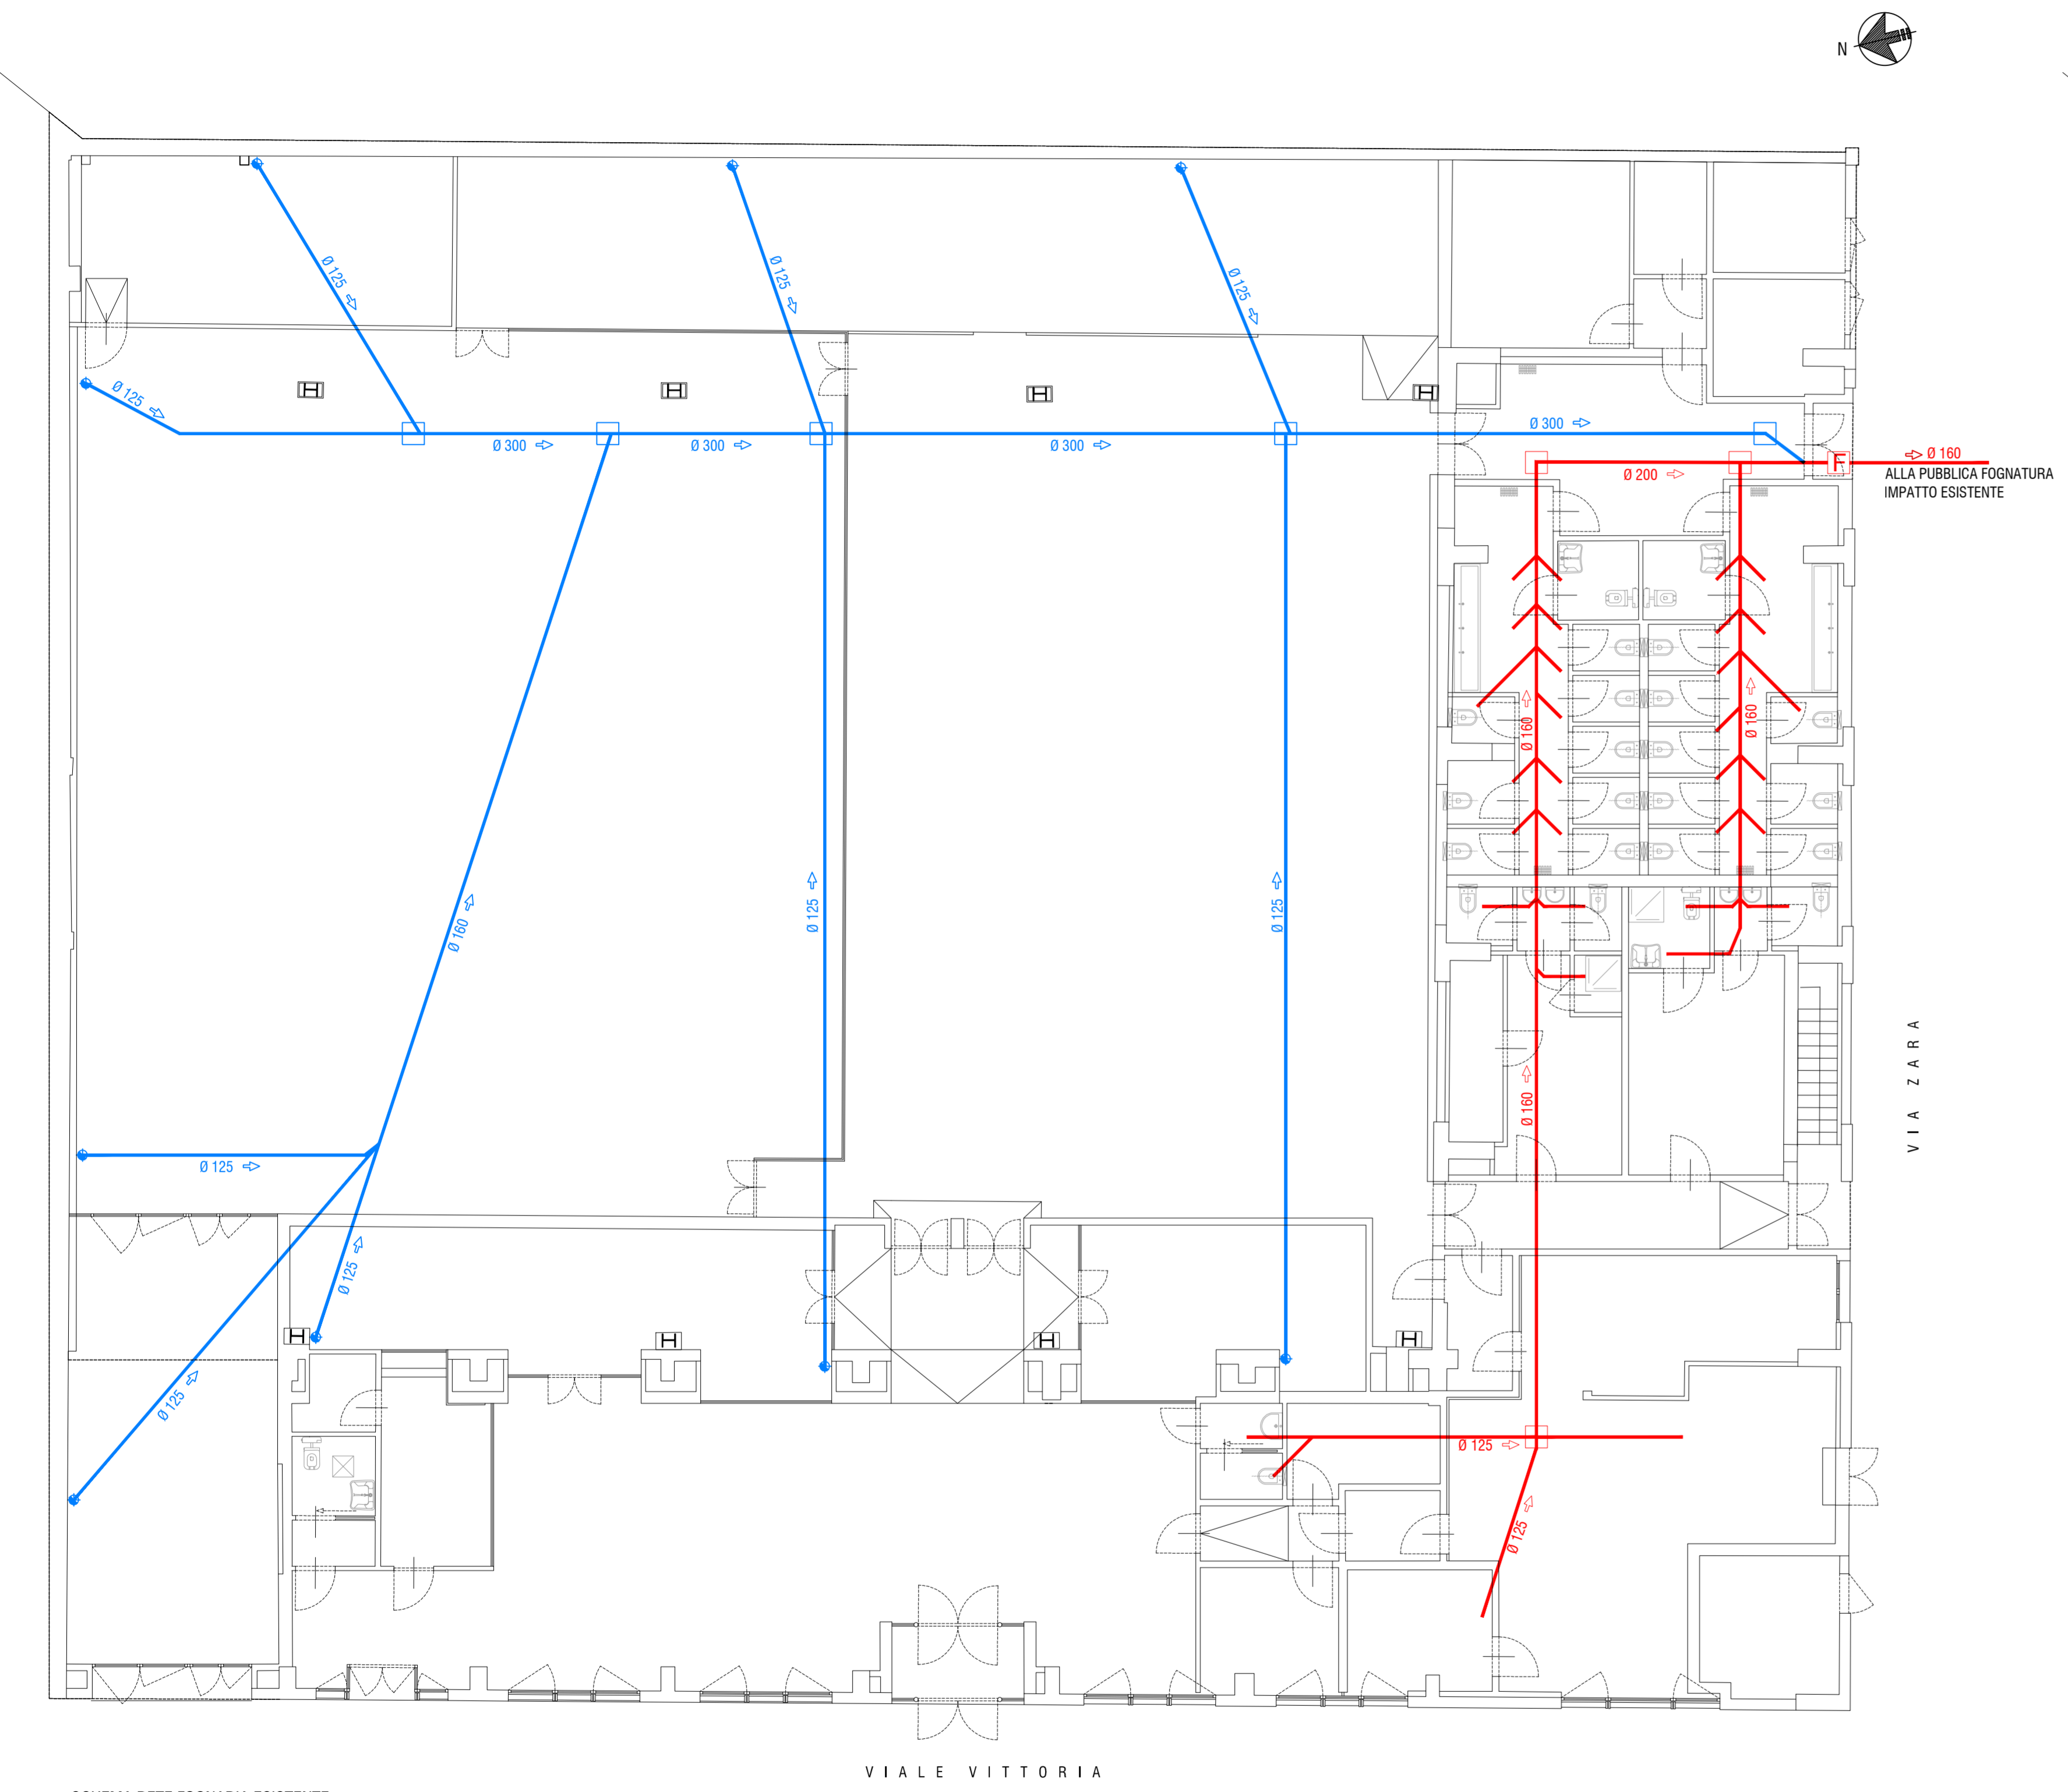 N
Ø 125
Ø 125
Ø 125
Ø 125
H
H
H
H
Ø 300
Ø 300
Ø 300
Ø 300
F
Ø 160
ALLA PUBBLICA FOGNATURA
IMPATTO ESISTENTE
Ø 200
Ø 160
Ø 160
Ø 160
Ø 125
Ø 125
Ø 160
VIA ZARA
Ø 125
Ø 125
H
H
H
H
Ø 125
Ø 125
Ø 125
VIALE VITTORIA